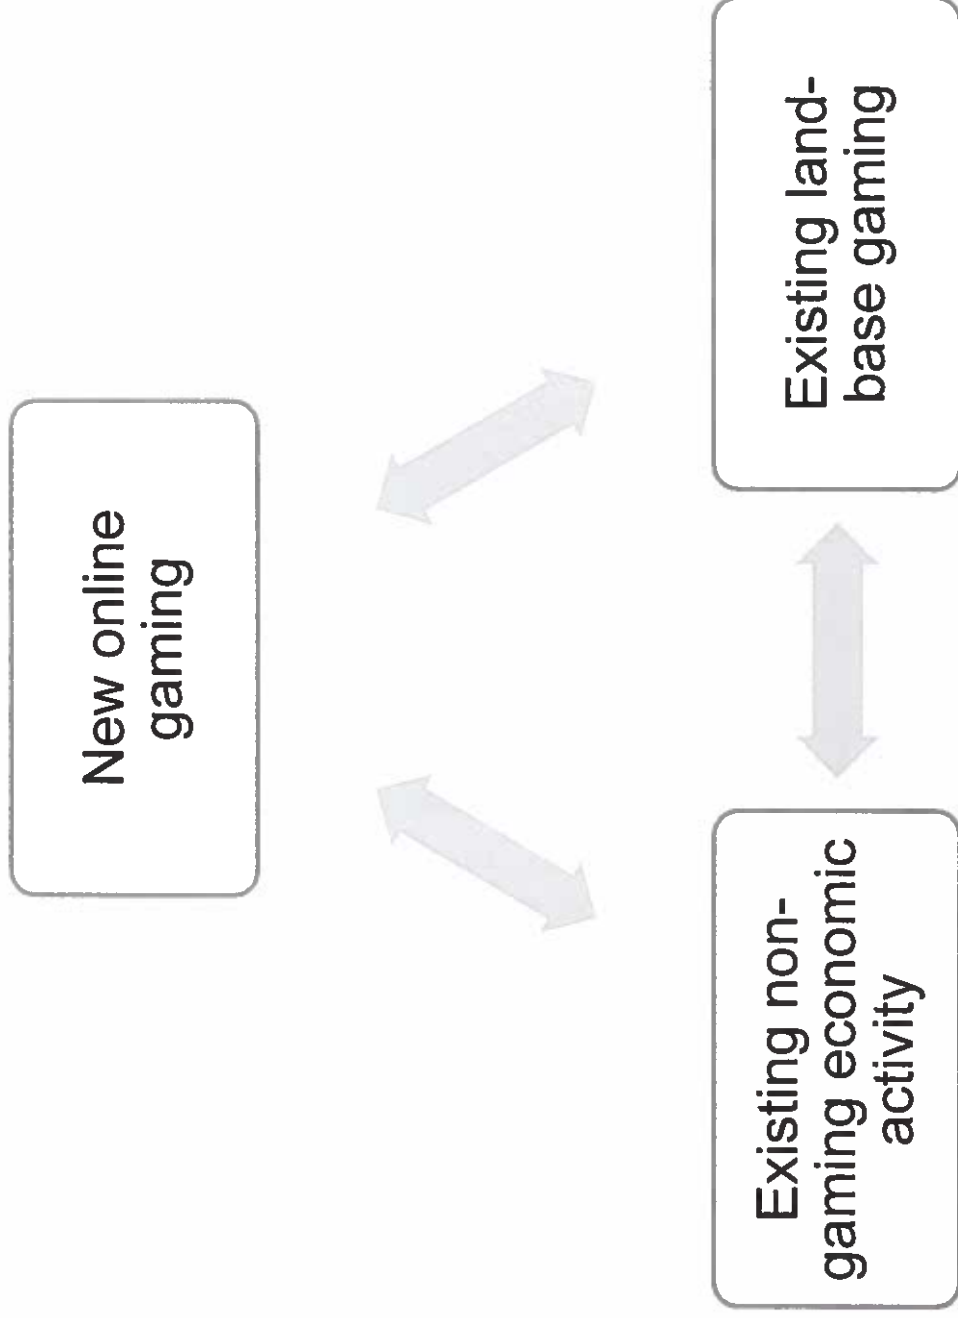 New online
gaming
Existing non-
gaming economic
activity
Existing land-
base gaming